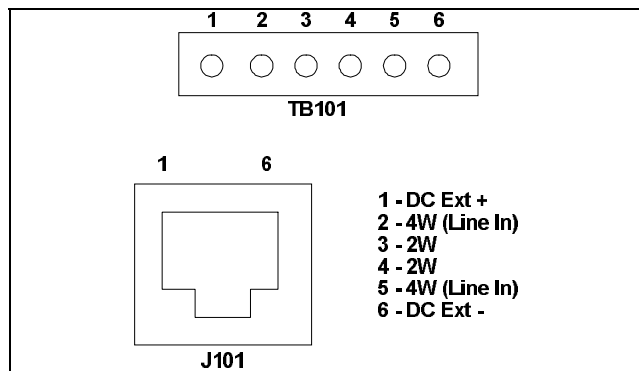 1 2 3 4 5 6
TB101
1 6
1 - DC Ext +
2 - 4W (Line In)
3 - 2W
4 - 2W
5 - 4W (Line In)
6 - DC Ext -
J101